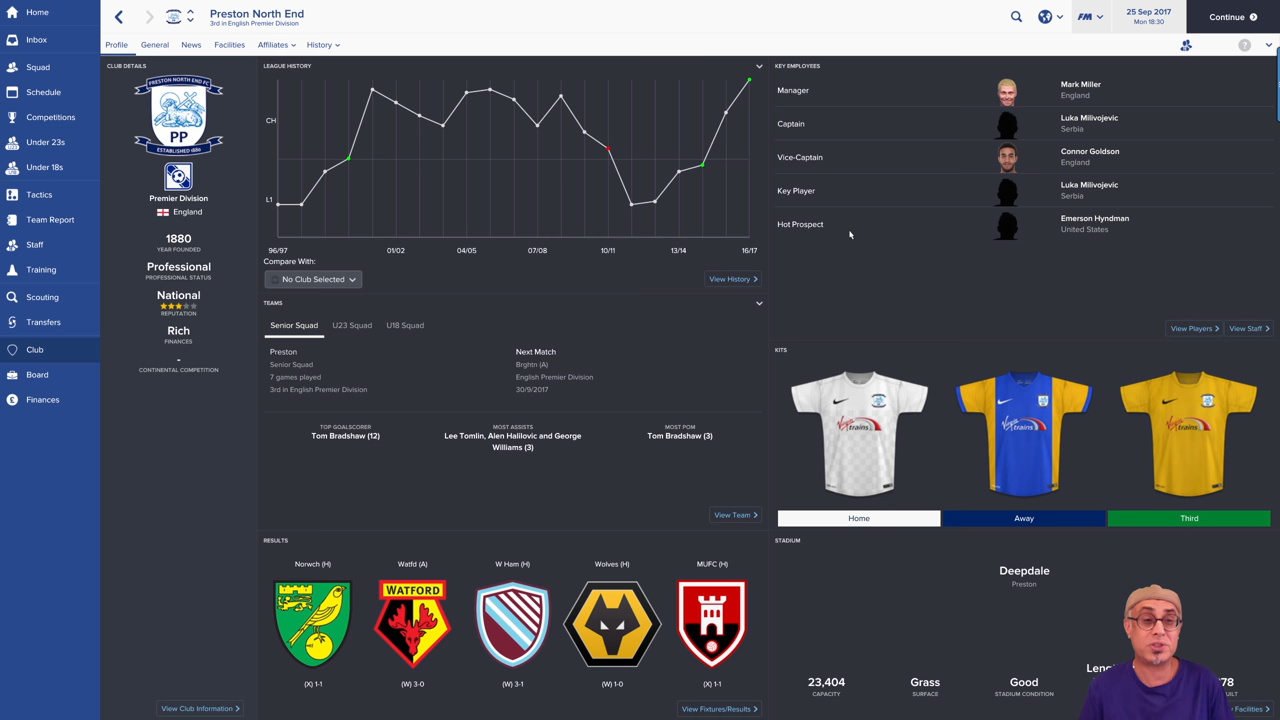 Home
Inbox
Squad
Schedule
Competitions
Under 23s
Under 18s
Tactics
Team Report
Staff
Training
Scouting
Transfers
Club
Board
Finances
Preston North End
3rd in English Premier Division
FM
25 Sep 2017
Mon 18:30
Continue
Profile
General
News
Facilities
Affiliates
History
?
CLUB DETAILS
PRESTON NORTH END FC
PP
ESTABLISHED 1880
Premier Division
England
1880
YEAR FOUNDED
Professional
PROFESSIONAL STATUS
National
REPUTATION
Rich
FINANCES
-
CONTINENTAL COMPETITION
View Club Information >
LEAGUE HISTORY
CH
L1
96/97 01/02 04/05 07/08 10/11 13/14 16/17
Compare With:
No Club Selected
View History >
TEAMS
Senior Squad U23 Squad U18 Squad
Preston
Senior Squad
7 games played
3rd in English Premier Division
Next Match
Brghtn (A)
English Premier Division
30/9/2017
TOP GOALSCORER
Tom Bradshaw (12)
MOST ASSISTS
Lee Tomlin, Alen Halilovic and George
Williams (3)
MOST POM
Tom Bradshaw (3)
View Team >
RESULTS
Norwch (H) Watfd (A) W Ham (H) Wolves (H) MUFC (H)
WATFORD
(X) 1-1 (W) 3-0 (W) 3-1 (W) 1-0 (X) 1-1
View Fixtures/Results >
KEY EMPLOYEES
Manager
Mark Miller
England
Captain
Luka Milivojevic
Serbia
Vice-Captain
Connor Goldson
England
Key Player
Luka Milivojevic
Serbia
Hot Prospect
Emerson Hyndman
United States
View Players >
View Staff >
KITS
Virgin trains
Virgin trains
Virgin trains
Home Away Third
STADIUM
Deepdale
Preston
23,404
CAPACITY
Grass
SURFACE
Good
STADIUM CONDITION
78
Facilities >